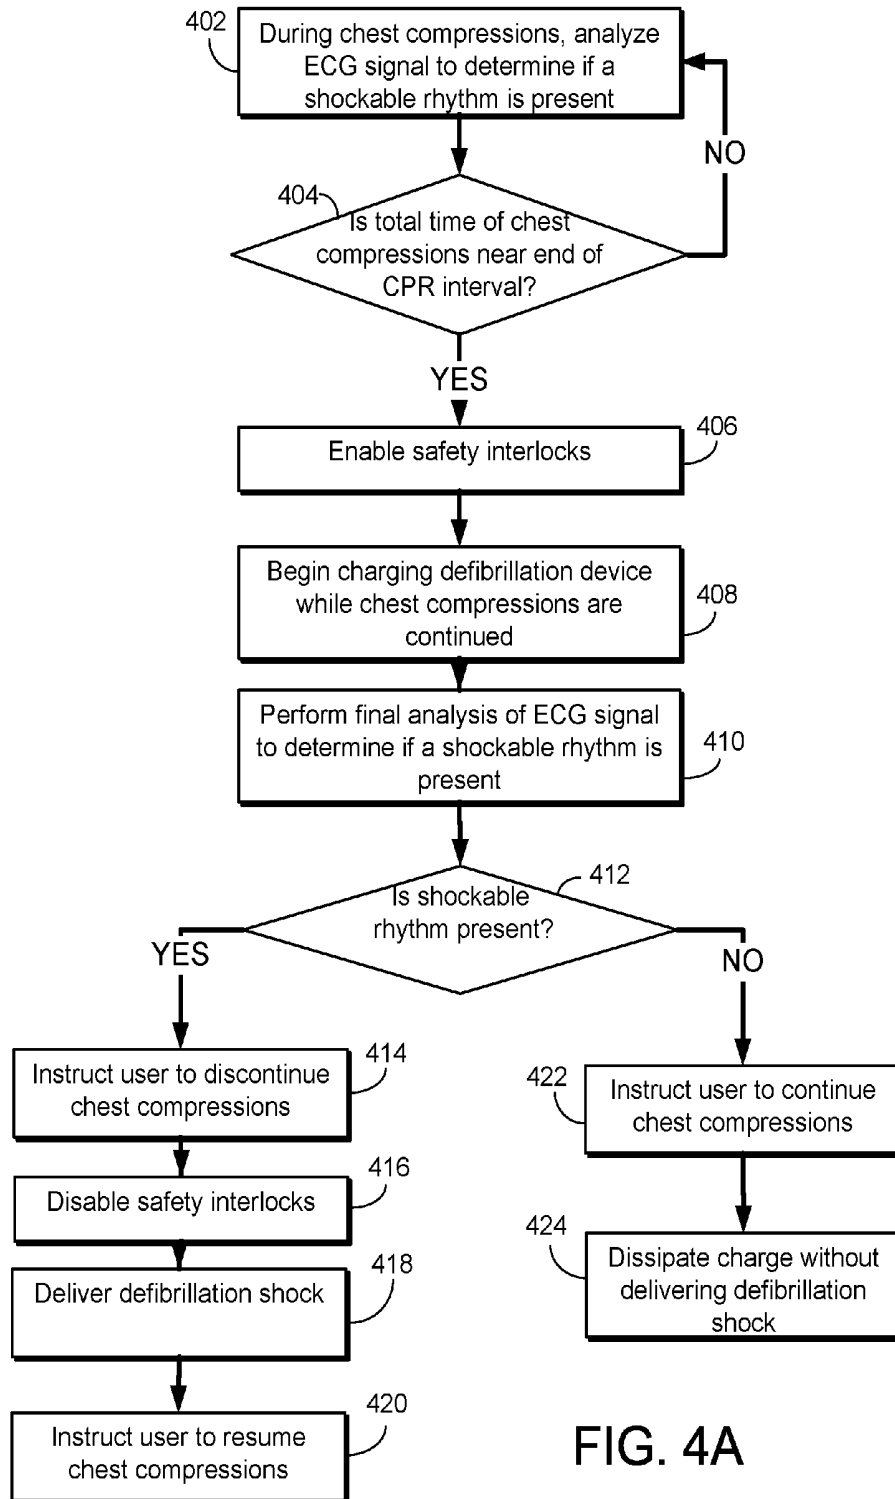 402
During chest compressions, analyze
ECG signal to determine if a
shockable rhythm is present
NO
404
Is total time of chest
compressions near end of
CPR interval?
YES
406
Enable safety interlocks
Begin charging defibrillation device
while chest compressions are
continued
408
Perform final analysis of ECG signal
to determine if a shockable rhythm is
present
410
412
Is shockable
rhythm present?
YES
NO
414
Instruct user to discontinue
chest compressions
416
Disable safety interlocks
418
Deliver defibrillation shock
420
Instruct user to resume
chest compressions
422
Instruct user to continue
chest compressions
424
Dissipate charge without
delivering defibrillation
shock
FIG. 4A